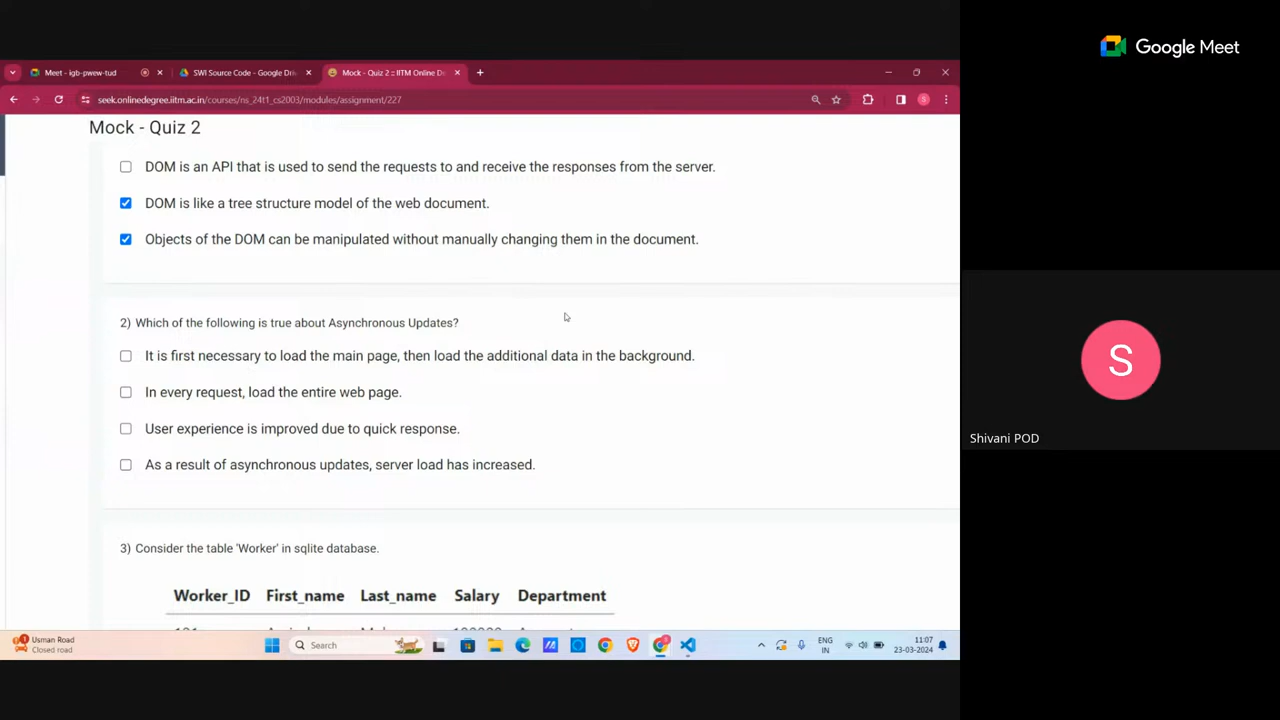 Google Meet
Meet - igb-pwew-tud
SWI Source Code - Google Dri
Mock - Quiz 2 :: IITM Online De
seek.onlinedegree.iitm.ac.in/courses/ns_24t1_cs2003/modules/assignment/227
S
Mock - Quiz 2
DOM is an API that is used to send the requests to and receive the responses from the server.
DOM is like a tree structure model of the web document.
Objects of the DOM can be manipulated without manually changing them in the document.
2) Which of the following is true about Asynchronous Updates?
It is first necessary to load the main page, then load the additional data in the background.
In every request, load the entire web page.
User experience is improved due to quick response.
As a result of asynchronous updates, server load has increased.
3) Consider the table 'Worker' in sqlite database.
Worker_ID First_name Last_name Salary Department
S
Shivani POD
Usman Road
Closed road
Search
ENG
IN
11:07
23-03-2024